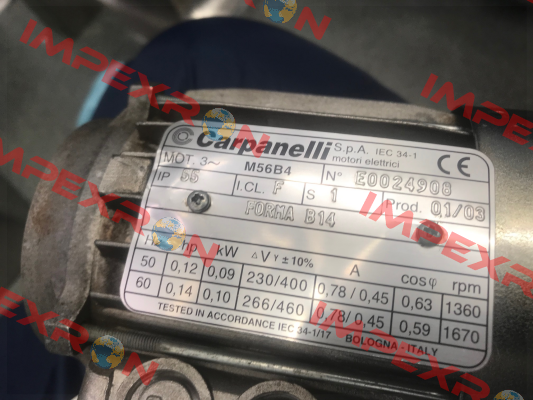 IMPEXRON
IMPEXRON
Carpanelli S.p.A. IEC 34-1
motori elettrici
CE
MOT. 3~ M56B4 N° E0024908
IP 55 I.CL. F S 1 Prod. 01/03
FORMA B14
Hz hp kW Δ V Y ± 10% A cosφ rpm
50 0,12 0,09 230/400 0,78 / 0,45 0,63 1360
60 0,14 0,10 266/460 0,78 / 0,45 0,59 1670
TESTED IN ACCORDANCE IEC 34-1/17 BOLOGNA - ITALY
IMPEXRON
IMPEXRON